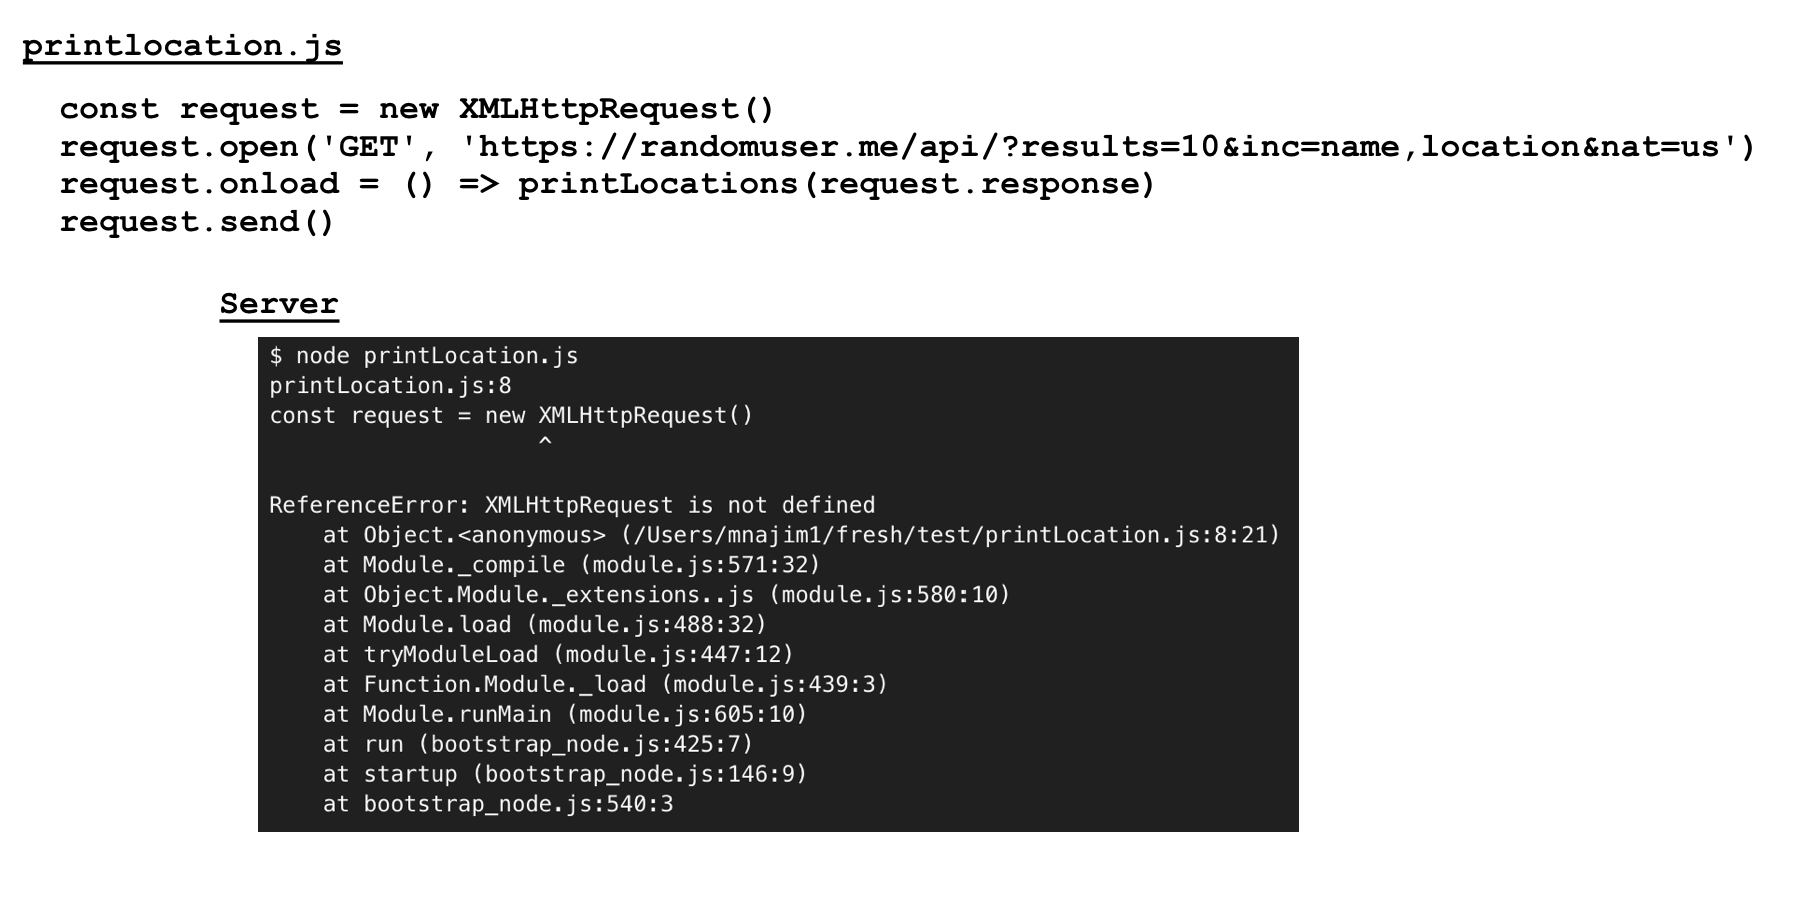 printlocation.js
const request = new XMLHttpRequest()
request.open('GET', 'https://randomuser.me/api/?results=10&inc=name,location&nat=us')
request.onload = () => printLocations(request.response)
request.send()
Server
$ node printLocation.js
printLocation.js:8
const request = new XMLHttpRequest()
^
ReferenceError: XMLHttpRequest is not defined
at Object.<anonymous> (/Users/mnajim1/fresh/test/printLocation.js:8:21)
at Module._compile (module.js:571:32)
at Object.Module._extensions..js (module.js:580:10)
at Module.load (module.js:488:32)
at tryModuleLoad (module.js:447:12)
at Function.Module._load (module.js:439:3)
at Module.runMain (module.js:605:10)
at run (bootstrap_node.js:425:7)
at startup (bootstrap_node.js:146:9)
at bootstrap_node.js:540:3